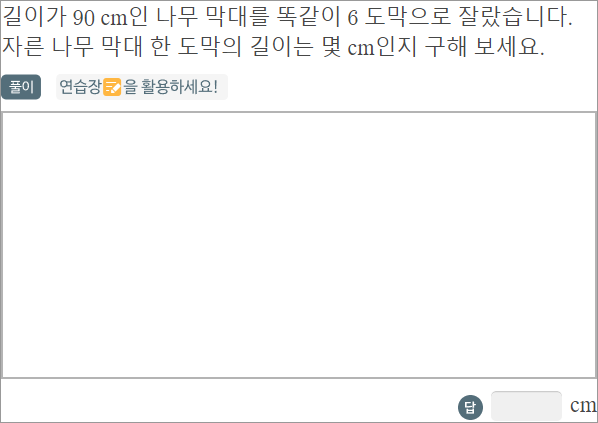 길이가 90 cm인 나무 막대를 똑같이 6 도막으로 잘랐습니다.
자른 나무 막대 한 도막의 길이는 몇 cm인지 구해 보세요.
풀이 연습장을 활용하세요!
답 cm